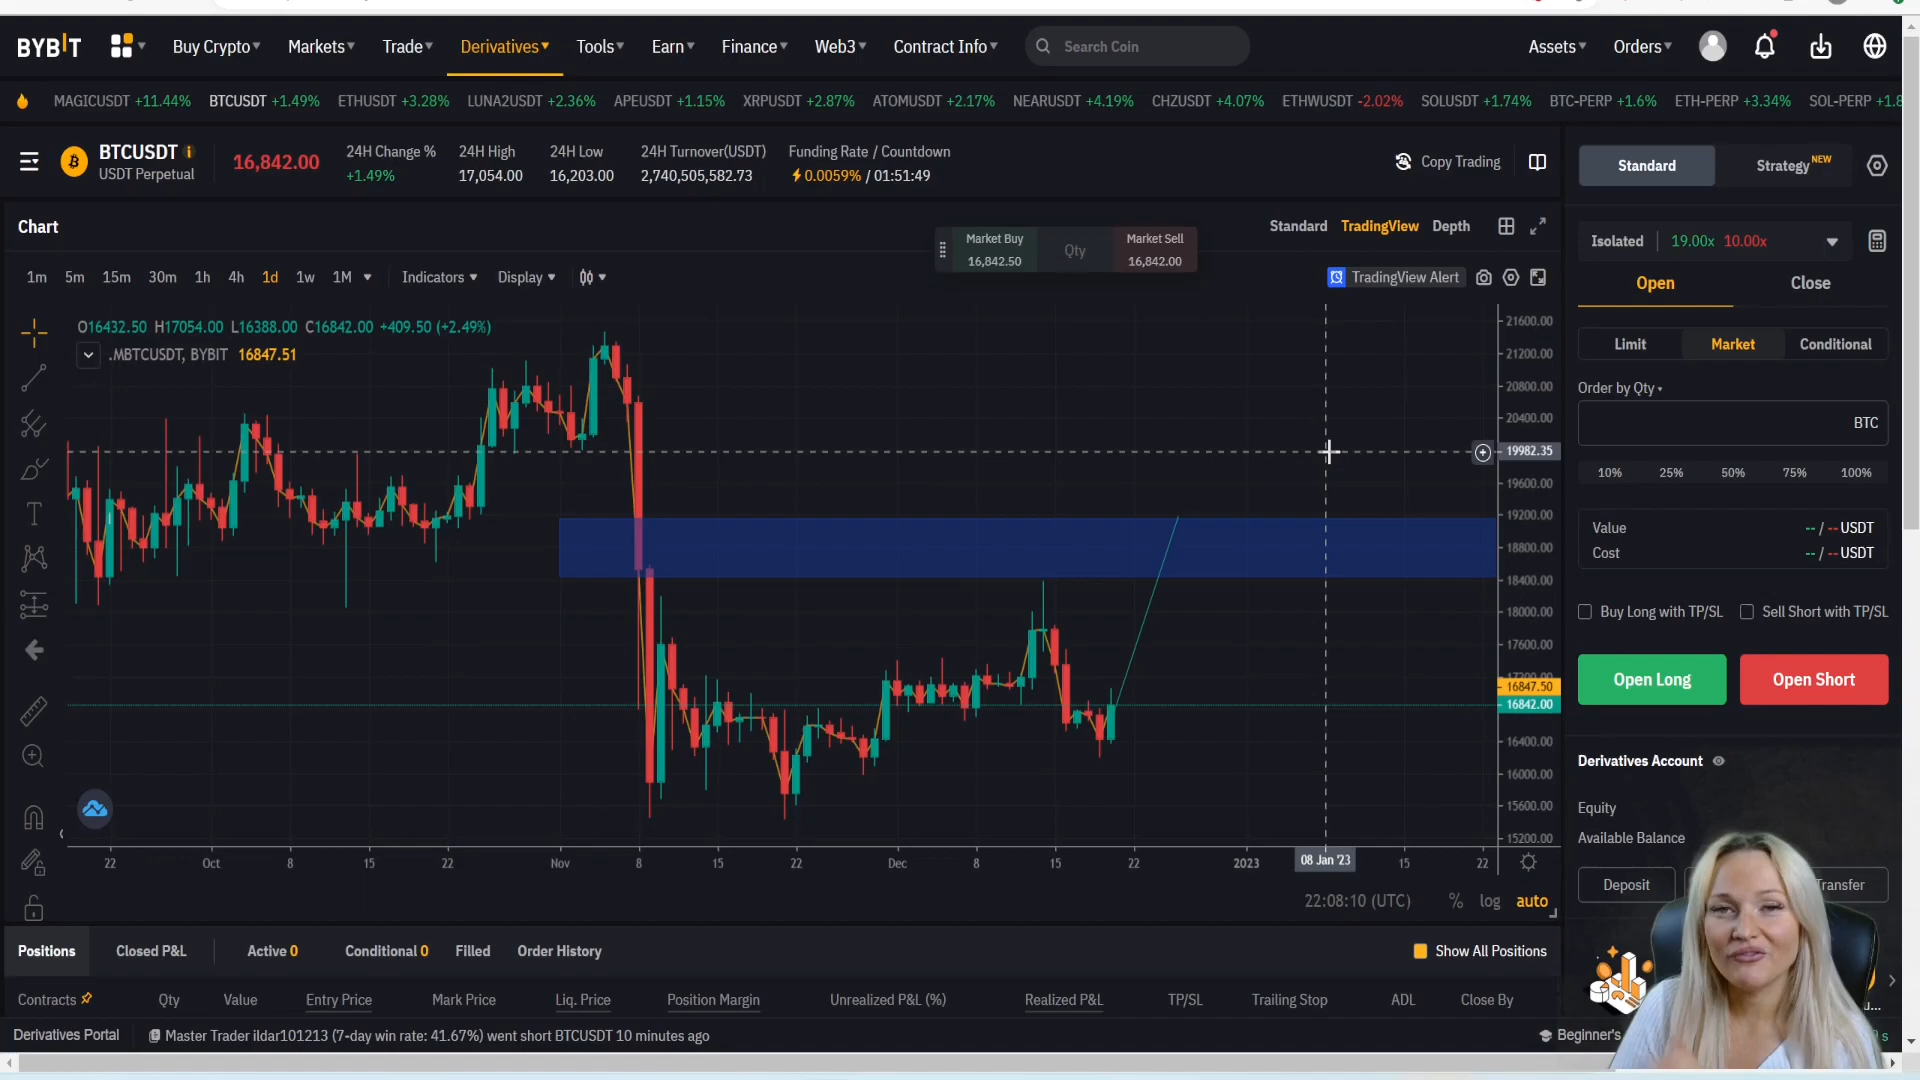 BYBIT
Buy Crypto
Markets
Trade
Derivatives
Tools
Earn
Finance
Web3
Contract Info
Search Coin
Assets
Orders
MAGICUSDT +11.44%
BTCUSDT +1.49%
ETHUSDT +3.28%
LUNA2USDT +2.36%
APEUSDT +1.15%
XRPUSDT +2.87%
ATOMUSDT +2.17%
NEARUSDT +4.19%
CHZUSDT +4.07%
ETHWUSDT -2.02%
SOLUSDT +1.74%
BTC-PERP +1.6%
ETH-PERP +3.34%
SOL-PERP +1.8
BTCUSDT
USDT Perpetual
16,842.00
24H Change %
+1.49%
24H High
17,054.00
24H Low
16,203.00
24H Turnover(USDT)
2,740,505,582.73
Funding Rate / Countdown
0.0059% / 01:51:49
Copy Trading
Standard
Strategy NEW
Chart
Market Buy
16,842.50
Qty
Market Sell
16,842.00
Standard
TradingView
Depth
Isolated
19.00x 10.00x
1m
5m
15m
30m
1h
4h
1d
1w
1M
Indicators
Display
TradingView Alert
Open
Close
O16432.50 H17054.00 L16388.00 C16842.00 +409.50 (+2.49%)
.MBTCUSDT, BYBIT 16847.51
21600.00
21200.00
20800.00
20400.00
19982.35
19600.00
19200.00
18800.00
18400.00
18000.00
17600.00
17200.00
16847.50
16842.00
16400.00
16000.00
15600.00
15200.00
Limit
Market
Conditional
Order by Qty
BTC
10%
25%
50%
75%
100%
Value
-- / -- USDT
Cost
-- / -- USDT
Buy Long with TP/SL
Sell Short with TP/SL
Open Long
Open Short
Derivatives Account
Equity
Available Balance
Deposit
Transfer
22
Oct
8
15
22
Nov
8
15
22
Dec
8
15
22
2023
08 Jan '23
15
22
22:08:10 (UTC)
%
log
auto
Positions
Closed P&L
Active 0
Conditional 0
Filled
Order History
Show All Positions
Contracts
Qty
Value
Entry Price
Mark Price
Liq. Price
Position Margin
Unrealized P&L (%)
Realized P&L
TP/SL
Trailing Stop
ADL
Close By
Derivatives Portal
Master Trader ildar101213 (7-day win rate: 41.67%) went short BTCUSDT 10 minutes ago
Beginner's